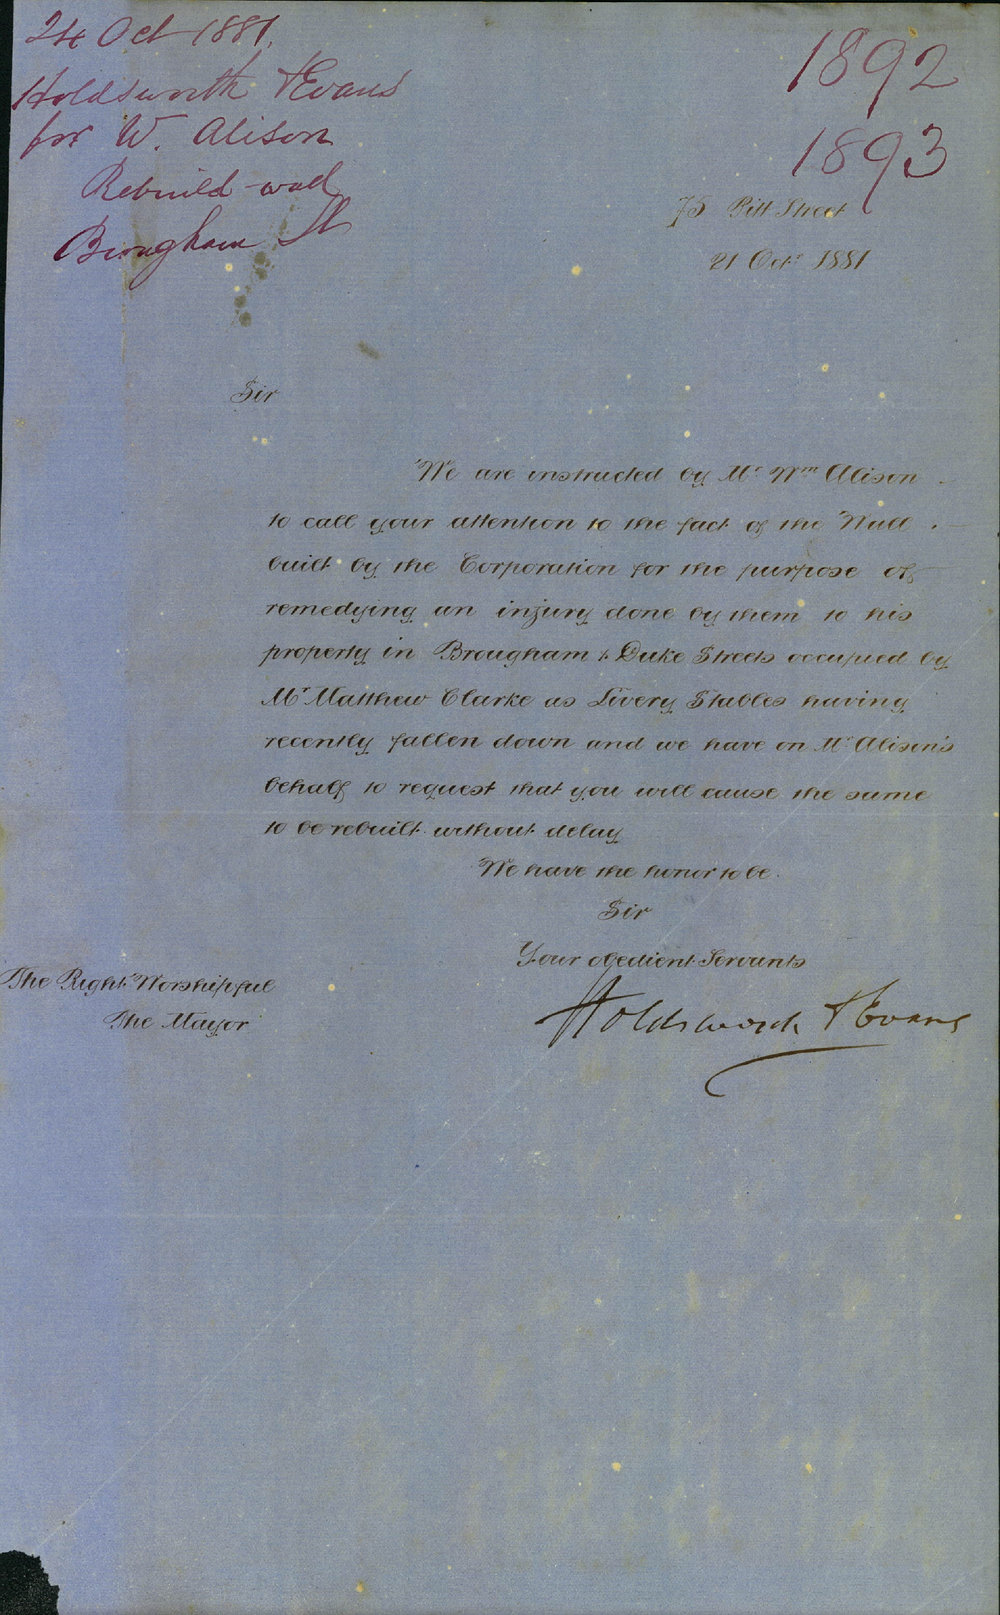 24 Oct 1881.
Holdsworth & Evans
for W. Alison
Rebuild wall
Brougham St
1892
1893
75 Pitt Street
21 Octr 1881
Sir
We are instructed by Mr. Wm Alison
to call your attention to the fact of the Wall
built by the Corporation for the purpose of
remedying an injury done by them to his
property in Brougham & Duke Streets occupied by
Mr Matthew Clarke as Livery Stables having
recently fallen down and we have on Mr Alison's
behalf to request that you will cause the same
to be rebuilt without delay
We have the honor to be
Sir
Your obedient Servants
Holdsworth & Evans
The Right Worshipful
The Mayor